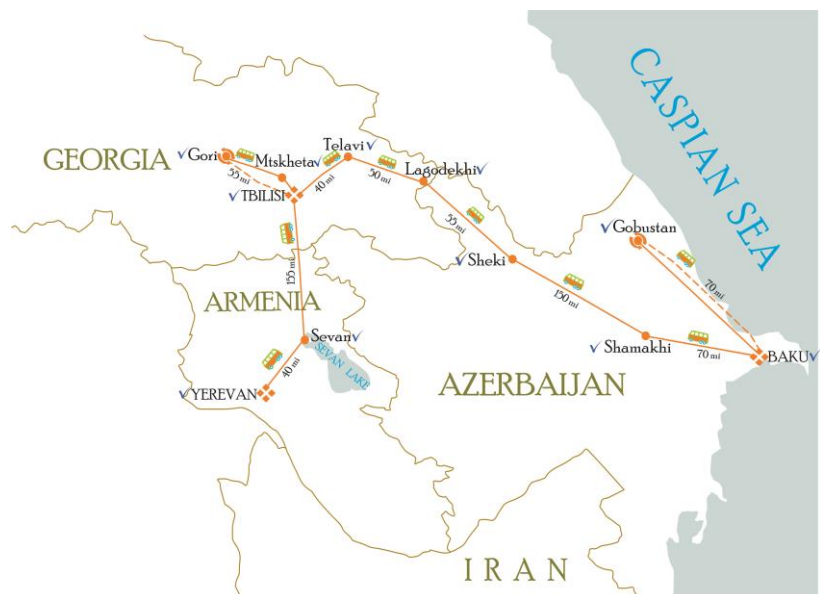 CASPIAN SEA
GEORGIA
Gori
Mtskheta
Telavi
Lagodekhi
55 mi
TBILISI
40 mi
50 mi
55 mi
Gobustan
Sheki
155 mi
150 mi
70 mi
ARMENIA
Sevan
SEVAN LAKE
40 mi
YEREVAN
Shamakhi
70 mi
BAKU
AZERBAIJAN
IRAN